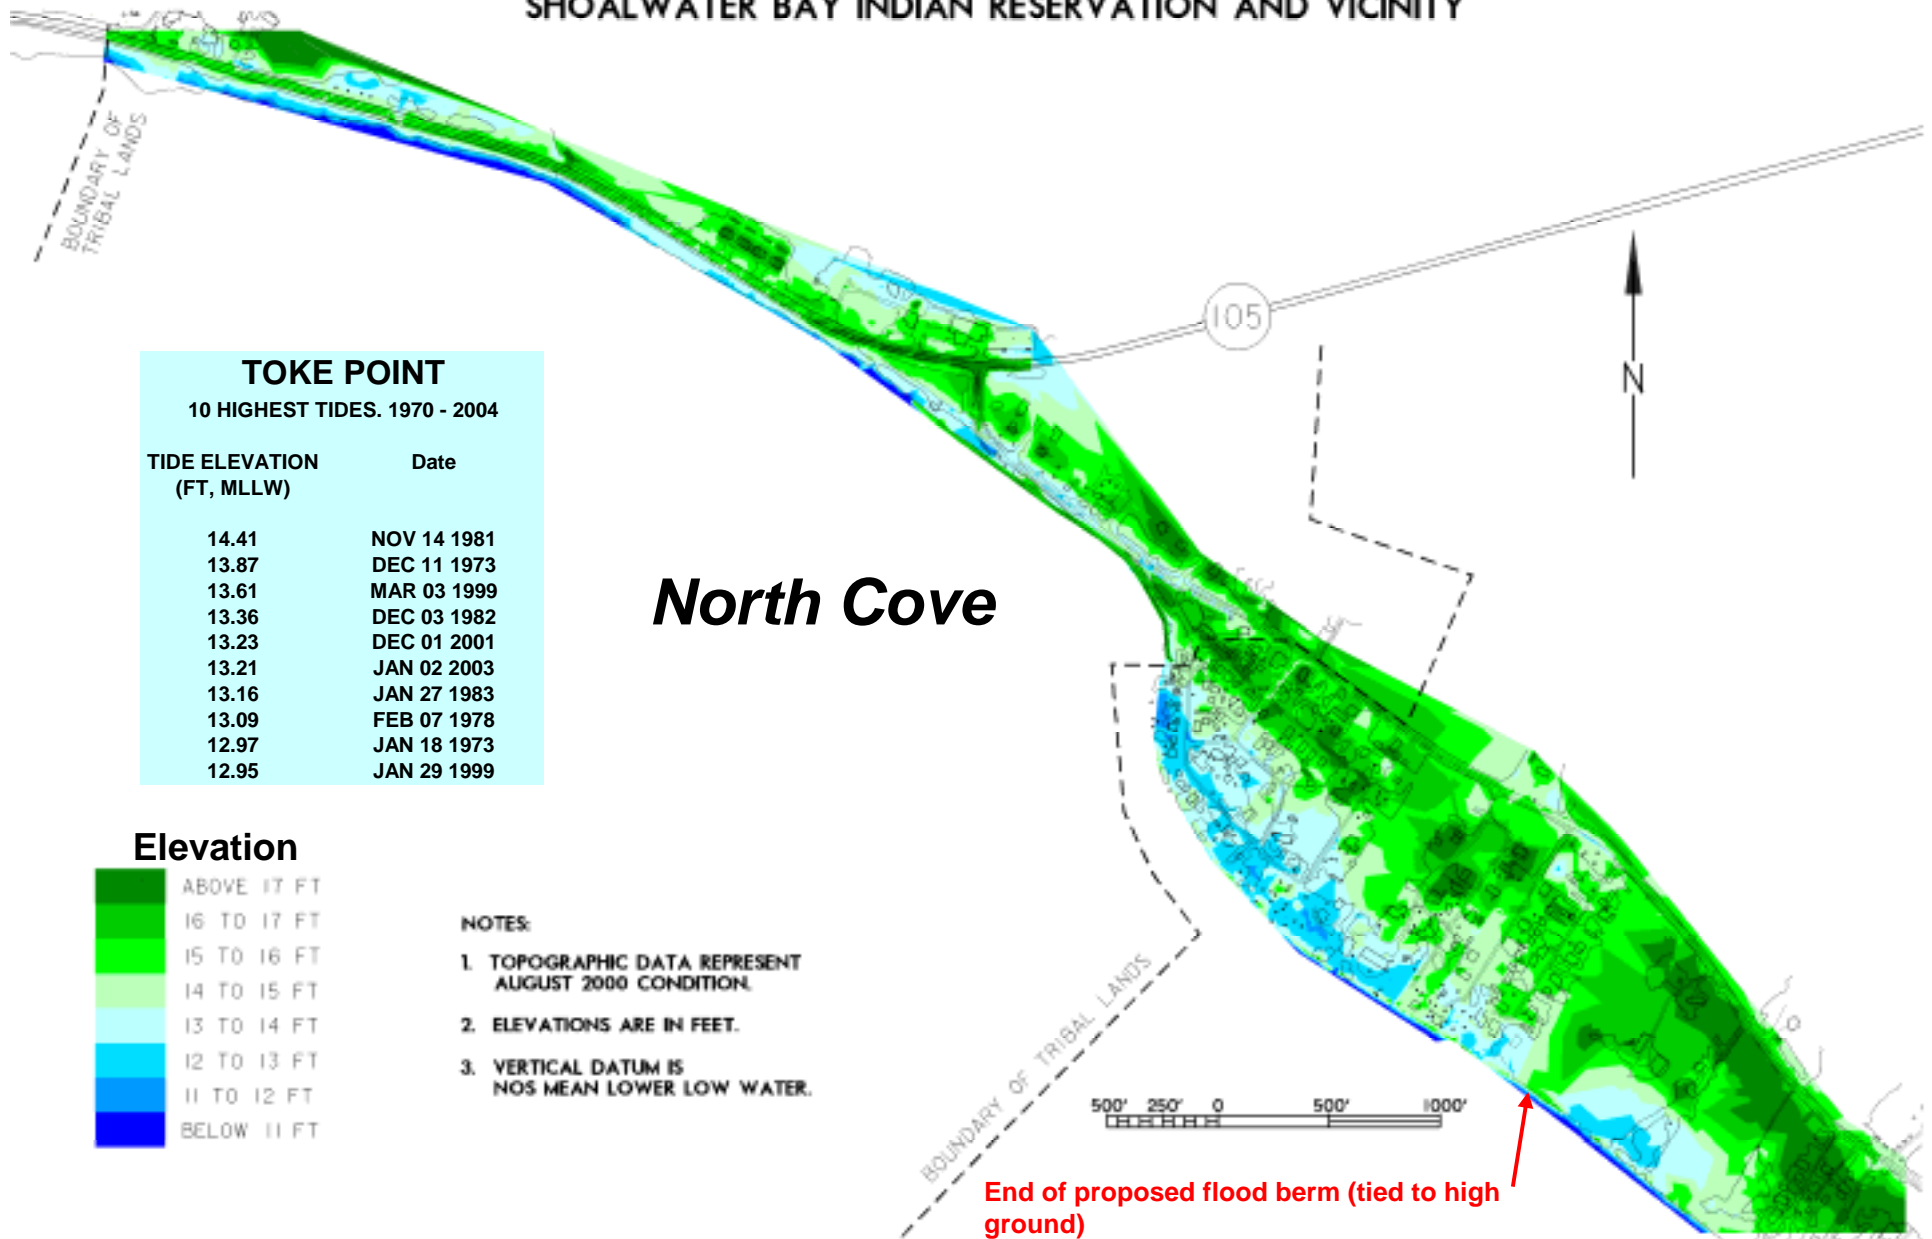 SHOALWATER BAY INDIAN RESERVATION AND VICINITY
BOUNDARY OF
TRIBAL LANDS
105
N
TOKE POINT
10 HIGHEST TIDES. 1970 - 2004
TIDE ELEVATION Date
(FT, MLLW)
14.41 NOV 14 1981
13.87 DEC 11 1973
13.61 MAR 03 1999
13.36 DEC 03 1982
13.23 DEC 01 2001
13.21 JAN 02 2003
13.16 JAN 27 1983
13.09 FEB 07 1978
12.97 JAN 18 1973
12.95 JAN 29 1999
North Cove
Elevation
ABOVE 17 FT
16 TO 17 FT
15 TO 16 FT
14 TO 15 FT
13 TO 14 FT
12 TO 13 FT
11 TO 12 FT
BELOW 11 FT
NOTES:
1. TOPOGRAPHIC DATA REPRESENT
AUGUST 2000 CONDITION.
2. ELEVATIONS ARE IN FEET.
3. VERTICAL DATUM IS
NOS MEAN LOWER LOW WATER.
BOUNDARY OF TRIBAL LANDS
500' 250' 0 500' 1000'
End of proposed flood berm (tied to high
ground)